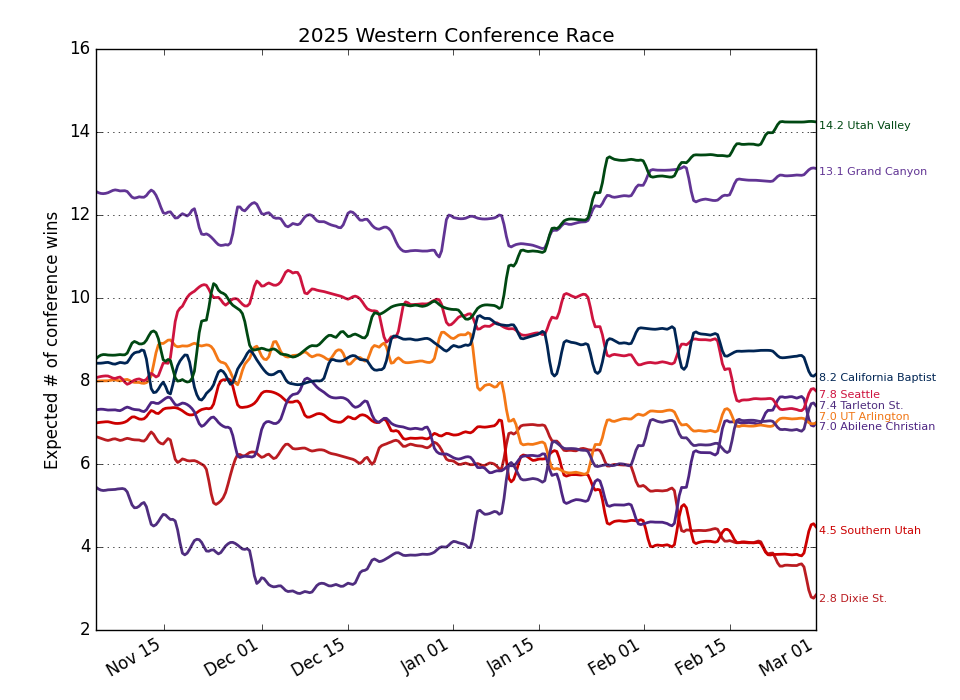 2025 Western Conference Race
Expected # of conference wins
16
14
12
10
8
6
4
2
14.2 Utah Valley
13.1 Grand Canyon
8.2 California Baptist
7.8 Seattle
7.4 Tarleton St.
7.0 UT Arlington
7.0 Abilene Christian
4.5 Southern Utah
2.8 Dixie St.
Nov 15
Dec 01
Dec 15
Jan 01
Jan 15
Feb 01
Feb 15
Mar 01